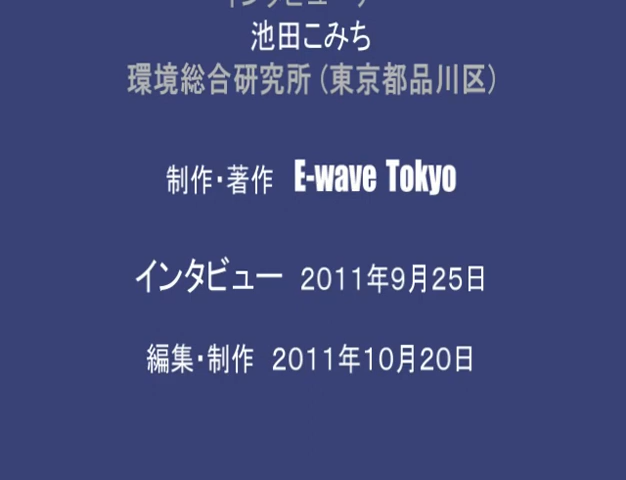 池田こみち
環境総合研究所（東京都品川区）
制作・著作 E-wave Tokyo
インタビュー 2011年9月25日
編集・制作 2011年10月20日